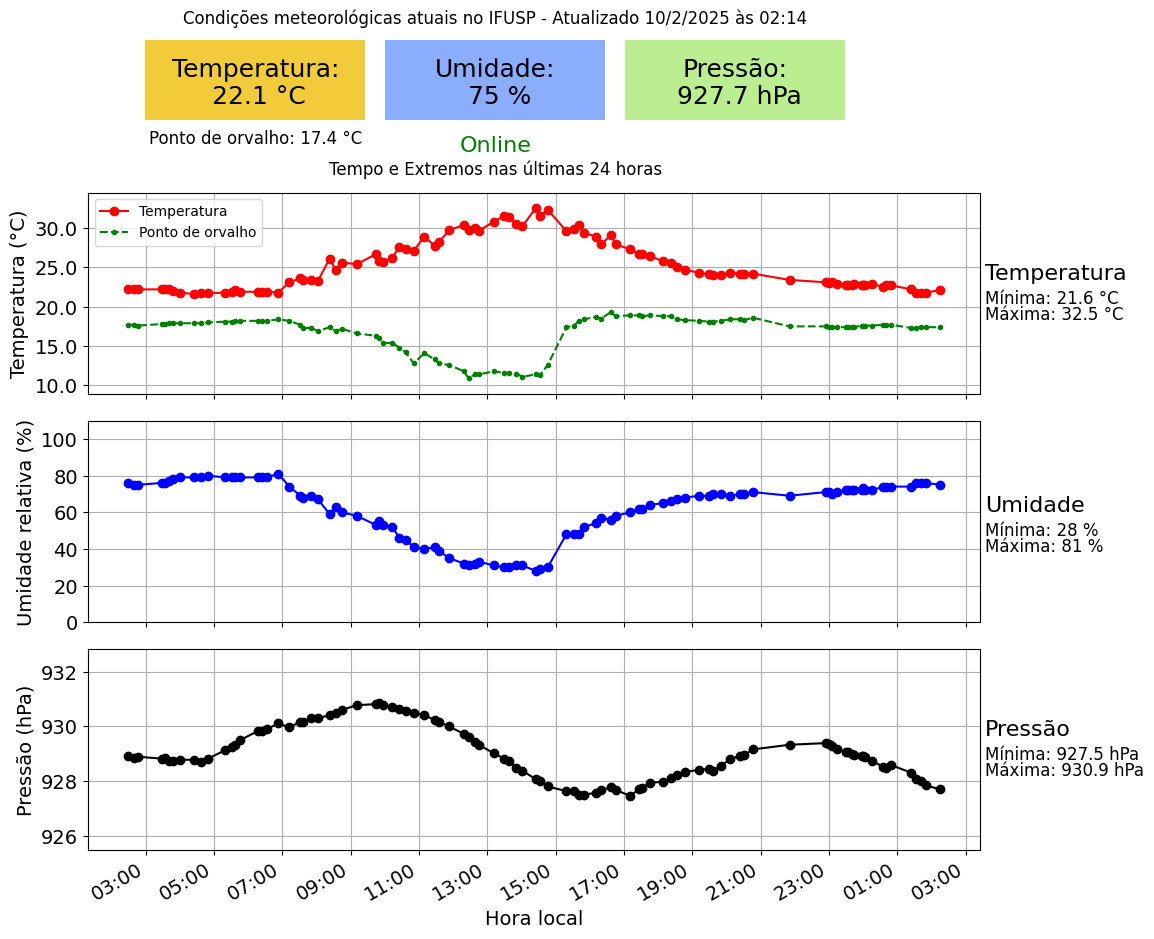 Condições meteorológicas atuais no IFUSP - Atualizado 10/2/2025 às 02:14
Temperatura:
22.1 °C
Umidade:
75 %
Pressão:
927.7 hPa
Ponto de orvalho: 17.4 °C
Online
Tempo e Extremos nas últimas 24 horas
Temperatura (°C)
30.0
25.0
20.0
15.0
10.0
Temperatura
Ponto de orvalho
Temperatura
Mínima: 21.6 °C
Máxima: 32.5 °C
Umidade relativa (%)
100
80
60
40
20
0
Umidade
Mínima: 28 %
Máxima: 81 %
Pressão (hPa)
932
930
928
926
Pressão
Mínima: 927.5 hPa
Máxima: 930.9 hPa
03:00 05:00 07:00 09:00 11:00 13:00 15:00 17:00 19:00 21:00 23:00 01:00 03:00
Hora local